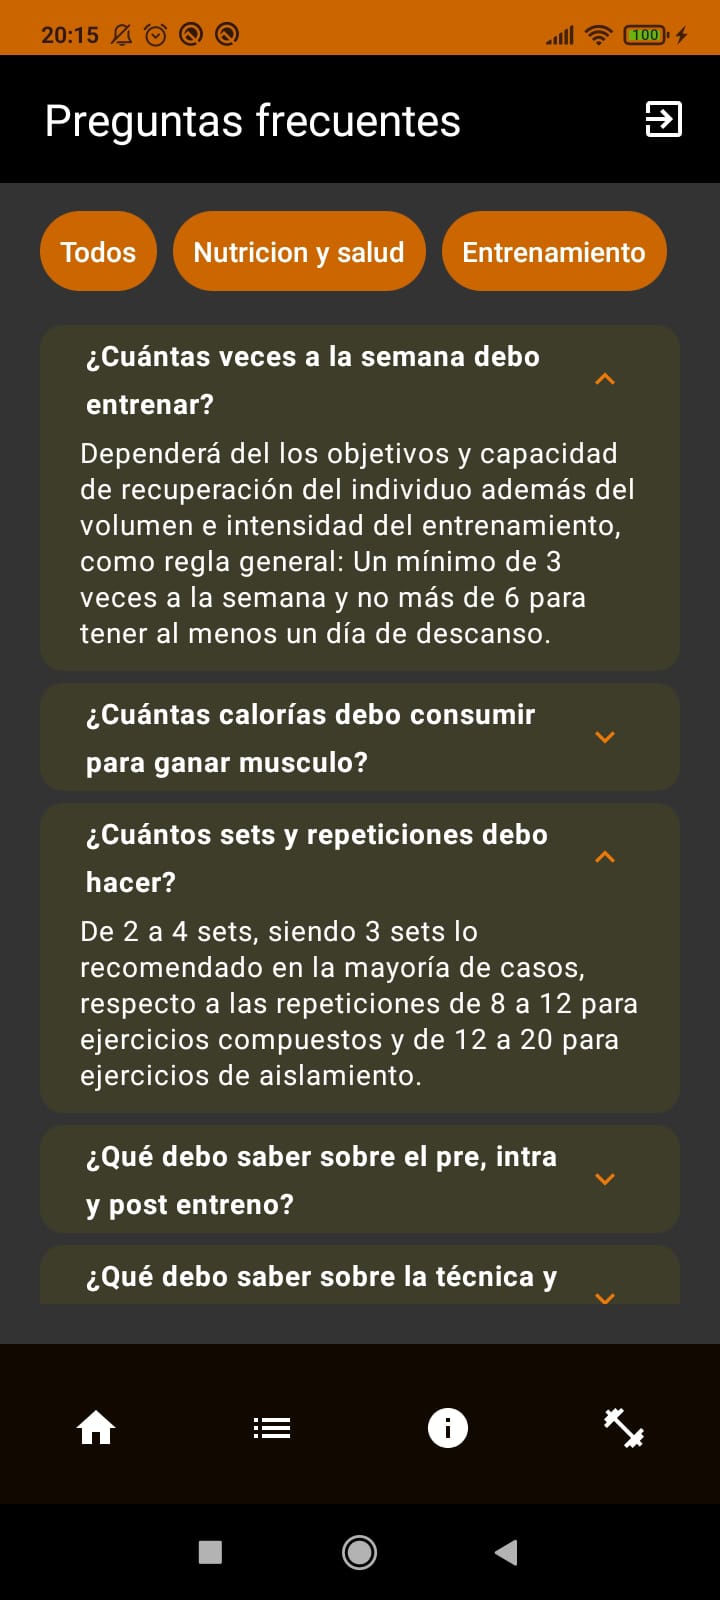 20:15
100
Preguntas frecuentes
Todos
Nutricion y salud
Entrenamiento
¿Cuántas veces a la semana debo
entrenar?
Dependerá del los objetivos y capacidad
de recuperación del individuo además del
volumen e intensidad del entrenamiento,
como regla general: Un mínimo de 3
veces a la semana y no más de 6 para
tener al menos un día de descanso.
¿Cuántas calorías debo consumir
para ganar musculo?
¿Cuántos sets y repeticiones debo
hacer?
De 2 a 4 sets, siendo 3 sets lo
recomendado en la mayoría de casos,
respecto a las repeticiones de 8 a 12 para
ejercicios compuestos y de 12 a 20 para
ejercicios de aislamiento.
¿Qué debo saber sobre el pre, intra
y post entreno?
¿Qué debo saber sobre la técnica y